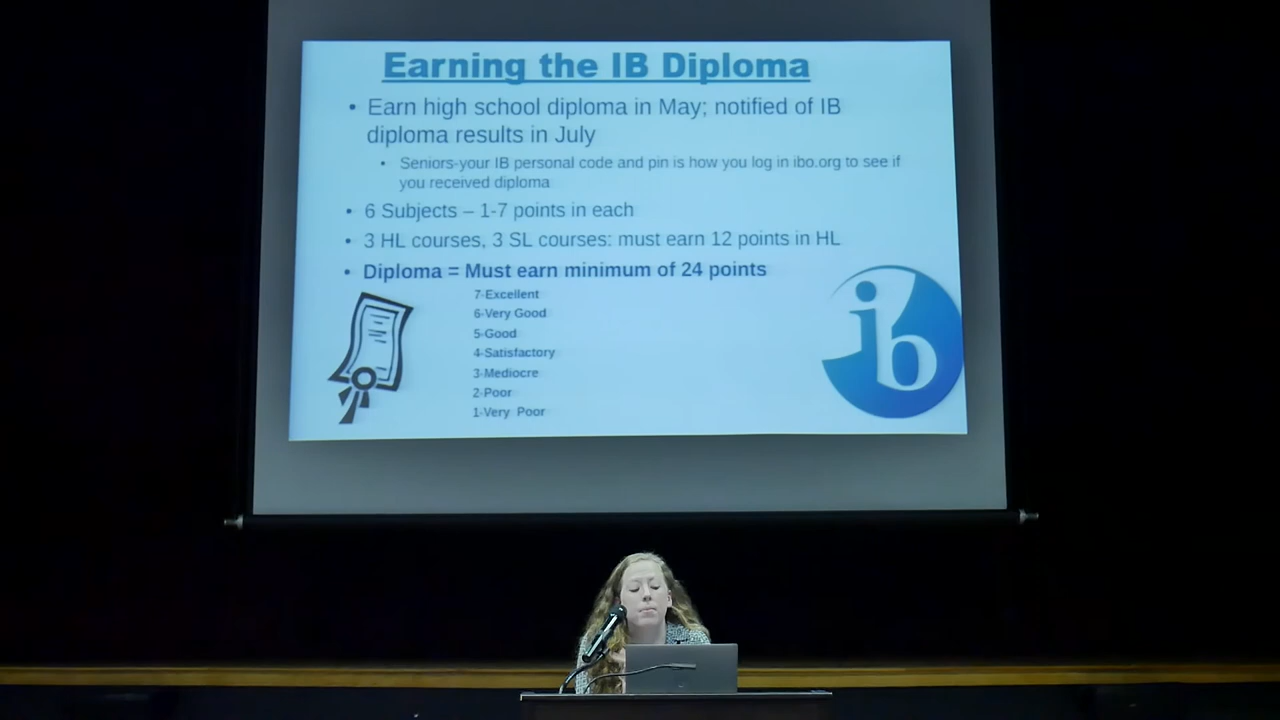 Earning the IB Diploma
• Earn high school diploma in May; notified of IB
diploma results in July
• Seniors-your IB personal code and pin is how you log in ibo.org to see if
you received diploma
• 6 Subjects – 1-7 points in each
• 3 HL courses, 3 SL courses: must earn 12 points in HL
• Diploma = Must earn minimum of 24 points
7-Excellent
6-Very Good
5-Good
4-Satisfactory
3-Mediocre
2-Poor
1-Very Poor
ib